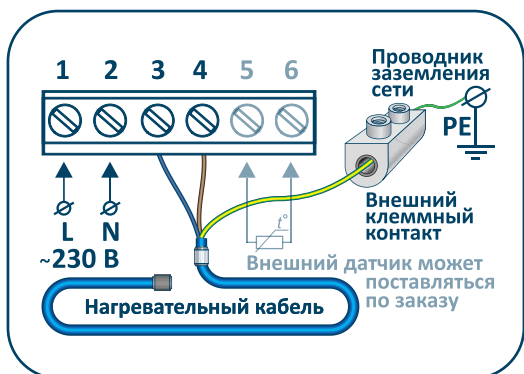 1 2 3 4 5 6
Проводник
заземления
сети
PE
Внешний
клеммный
контакт
L N
~230 В
t°
Внешний датчик может
поставляться
по заказу
Нагревательный кабель